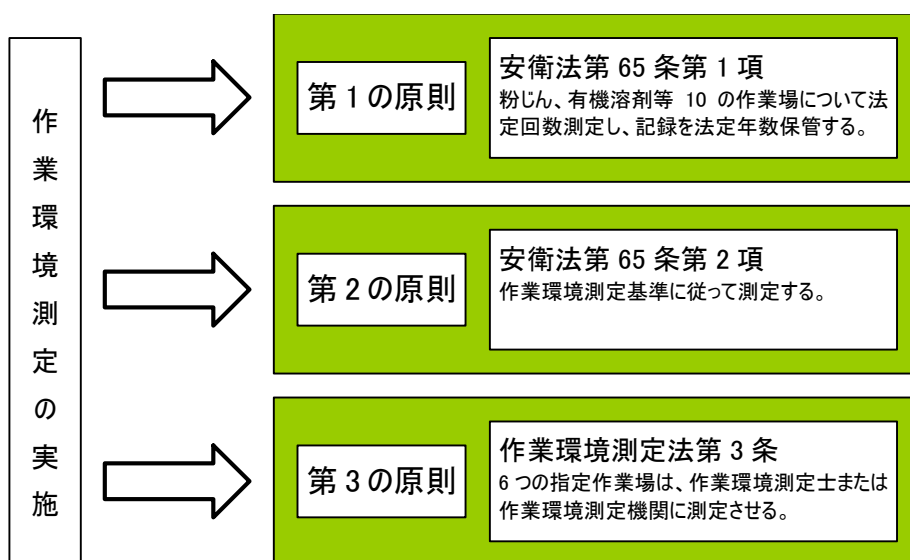 作業環境測定の実施
第1の原則
安衛法第 65 条第 1 項
粉じん、有機溶剤等 10 の作業場について法
定回数測定し、記録を法定年数保管する。
第2の原則
安衛法第 65 条第 2 項
作業環境測定基準に従って測定する。
第3の原則
作業環境測定法第 3 条
6 つの指定作業場は、作業環境測定士または
作業環境測定機関に測定させる。